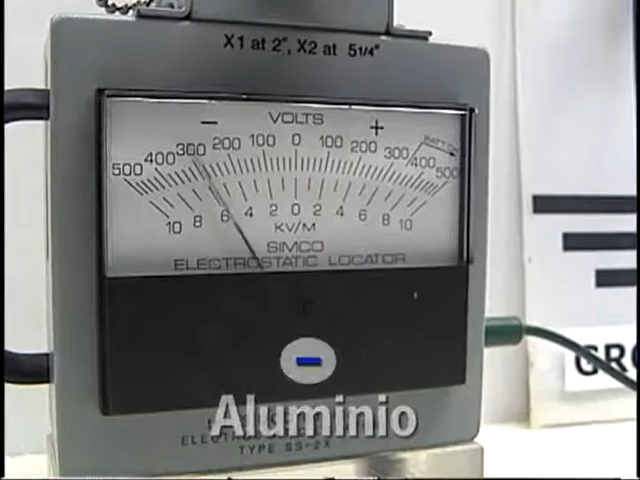 X1 at 2", X2 at 5 1/4"
VOLTS
− +
500 400 300 200 100 0 100 200 300 400 500
10 8 6 4 2 0 2 4 6 8 10
KV/M
SIMCO
ELECTROSTATIC LOCATOR
−
Aluminio
TYPE SS-2X
GRO